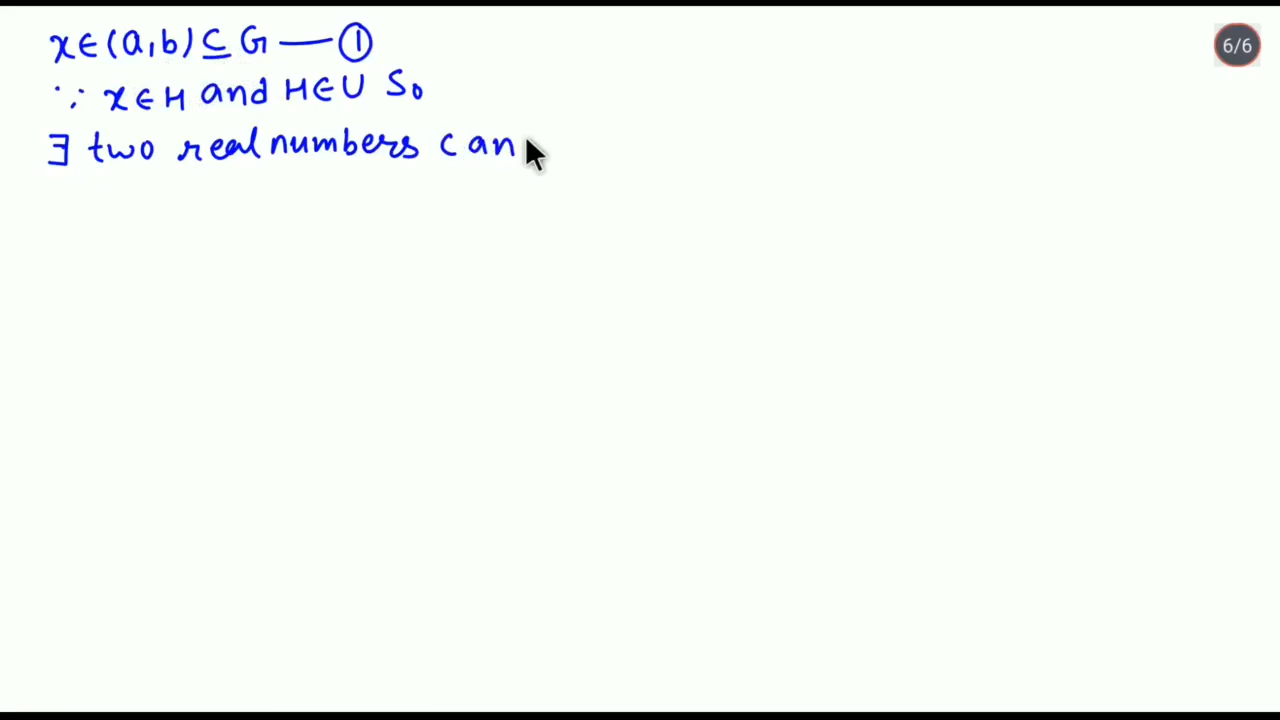 x∈(a,b)⊆G—①
6/6
∵ x∈H and H∈U So
∃ two real numbers c an